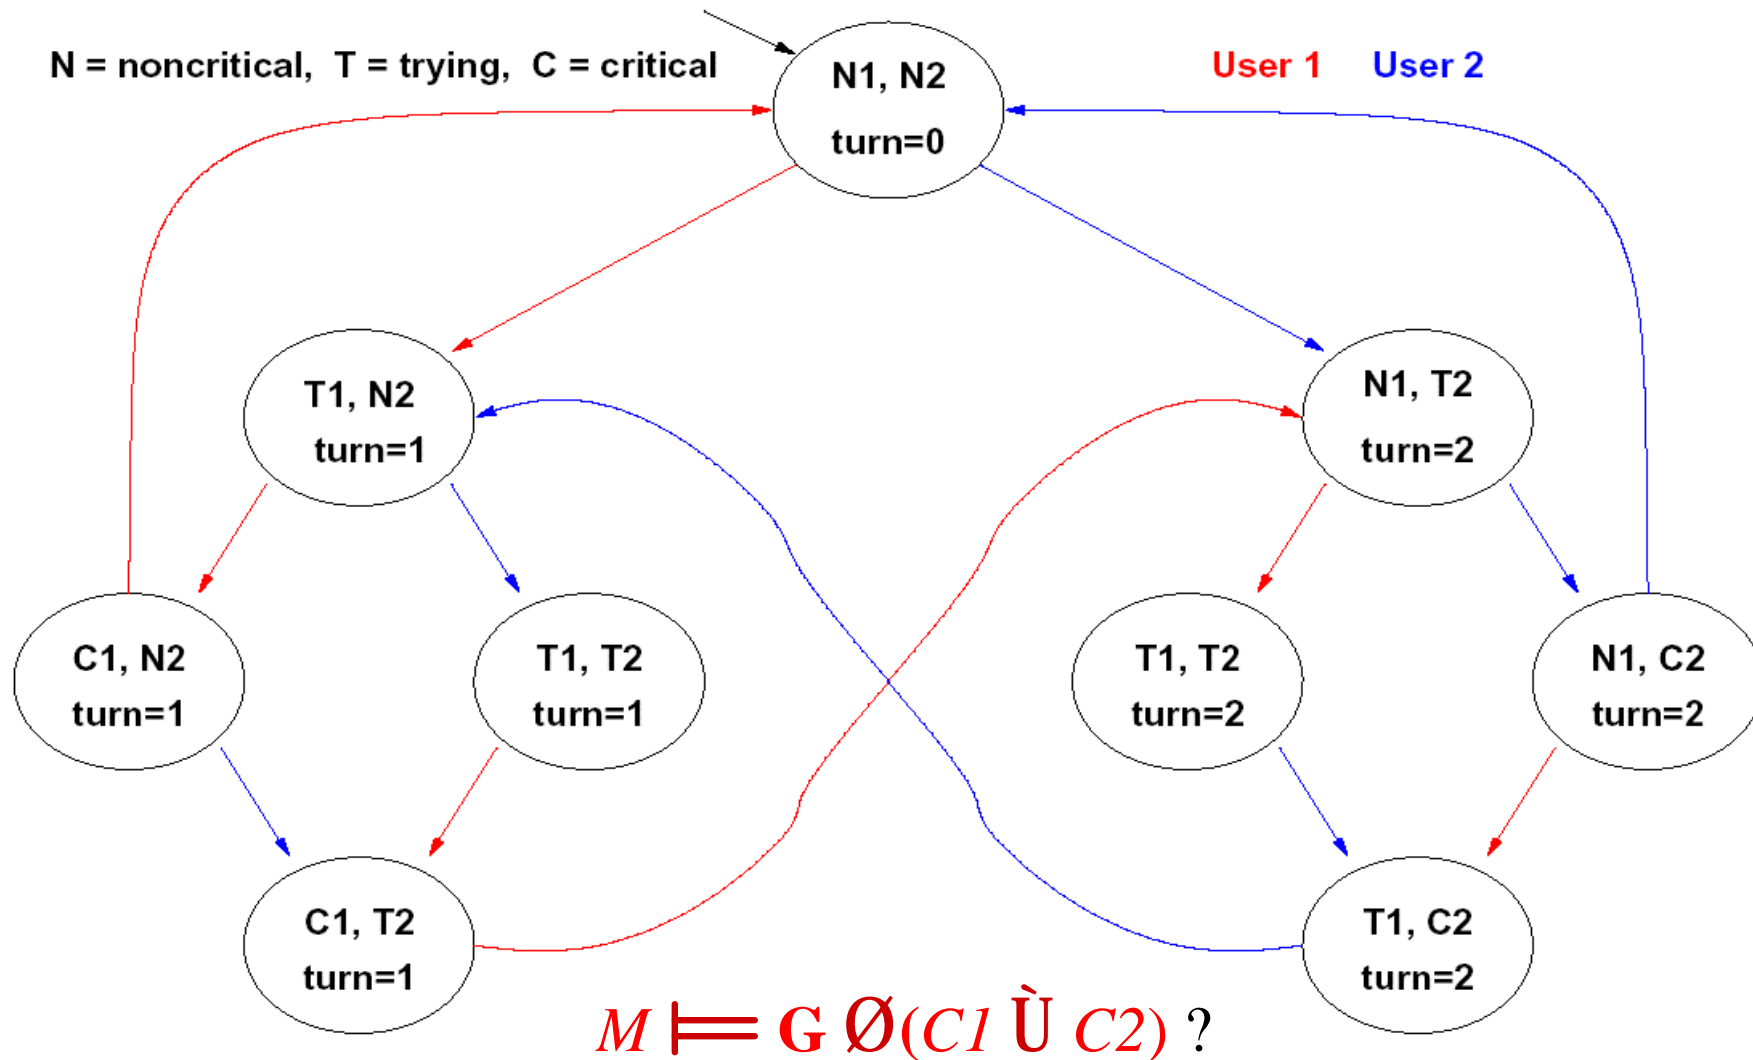 N = noncritical, T = trying, C = critical
User 1 User 2
N1, N2
turn=0
T1, N2
turn=1
N1, T2
turn=2
C1, N2
turn=1
T1, T2
turn=1
T1, T2
turn=2
N1, C2
turn=2
C1, T2
turn=1
T1, C2
turn=2
M ⊨ G Ø(C1 Ù C2) ?